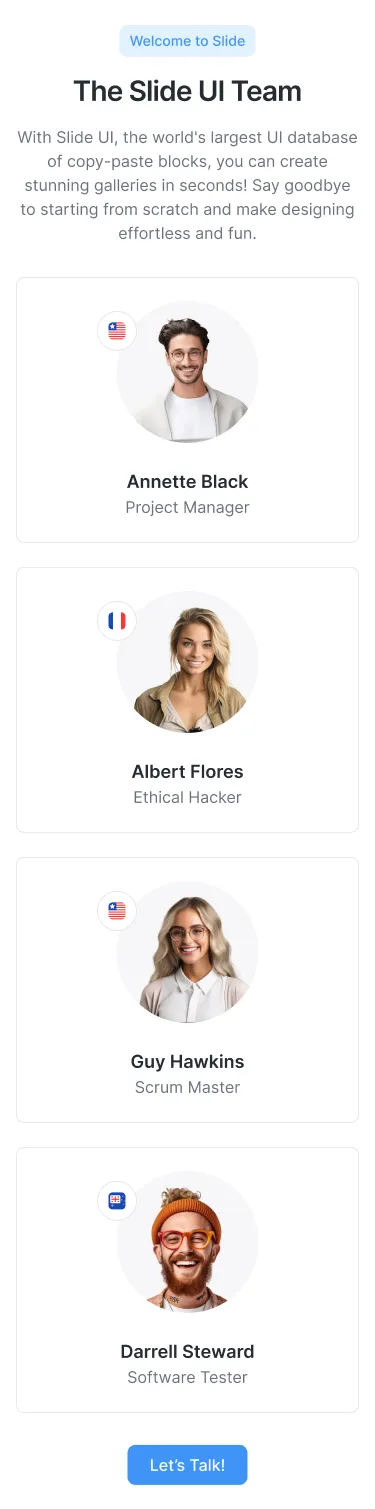 Welcome to Slide
The Slide UI Team
With Slide UI, the world's largest UI database
of copy-paste blocks, you can create
stunning galleries in seconds! Say goodbye
to starting from scratch and make designing
effortless and fun.
Annette Black
Project Manager
Albert Flores
Ethical Hacker
Guy Hawkins
Scrum Master
Darrell Steward
Software Tester
Let’s Talk!